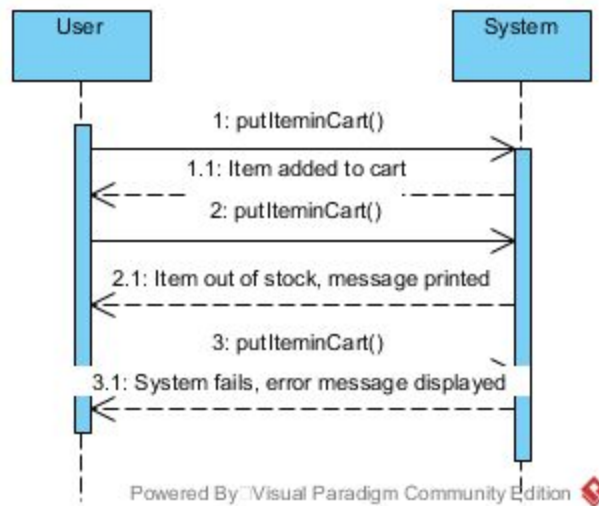 User
System
1: putIteminCart()
1.1: Item added to cart
2: putIteminCart()
2.1: Item out of stock, message printed
3: putIteminCart()
3.1: System fails, error message displayed
Powered By Visual Paradigm Community Edition